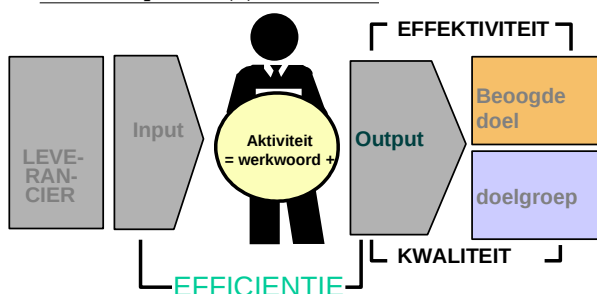 EFFEKTIVITEIT
LEVE-
RAN-
CIER
Input
Aktiviteit
= werkwoord +
Output
Beoogde
doel
doelgroep
KWALITEIT
EFFICIENTIE